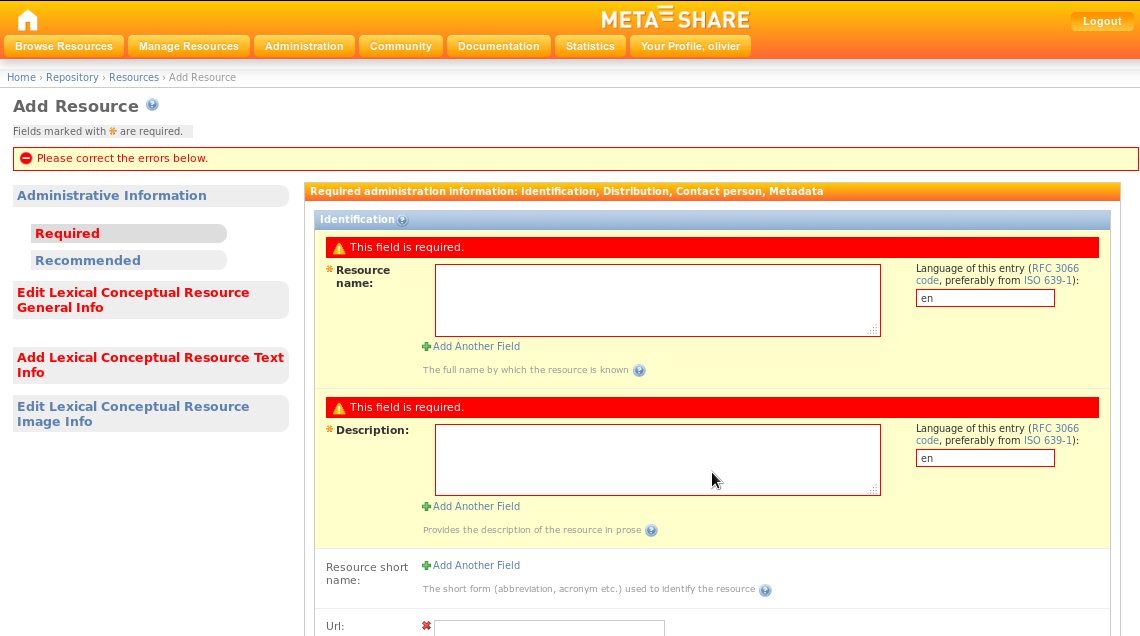 META SHARE
Logout
Browse Resources Manage Resources Administration Community Documentation Statistics Your Profile, olivier
Home › Repository › Resources › Add Resource
Add Resource ?
Fields marked with * are required.
Please correct the errors below.
Administrative Information
Required
Recommended
Edit Lexical Conceptual Resource
General Info
Add Lexical Conceptual Resource Text
Info
Edit Lexical Conceptual Resource
Image Info
Required administration information: Identification, Distribution, Contact person, Metadata
Identification ?
This field is required.
* Resource
name:
Language of this entry (RFC 3066
code, preferably from ISO 639-1):
en
Add Another Field
The full name by which the resource is known ?
This field is required.
* Description:
Language of this entry (RFC 3066
code, preferably from ISO 639-1):
en
Add Another Field
Provides the description of the resource in prose ?
Resource short
name:
Add Another Field
The short form (abbreviation, acronym etc.) used to identify the resource ?
Url: